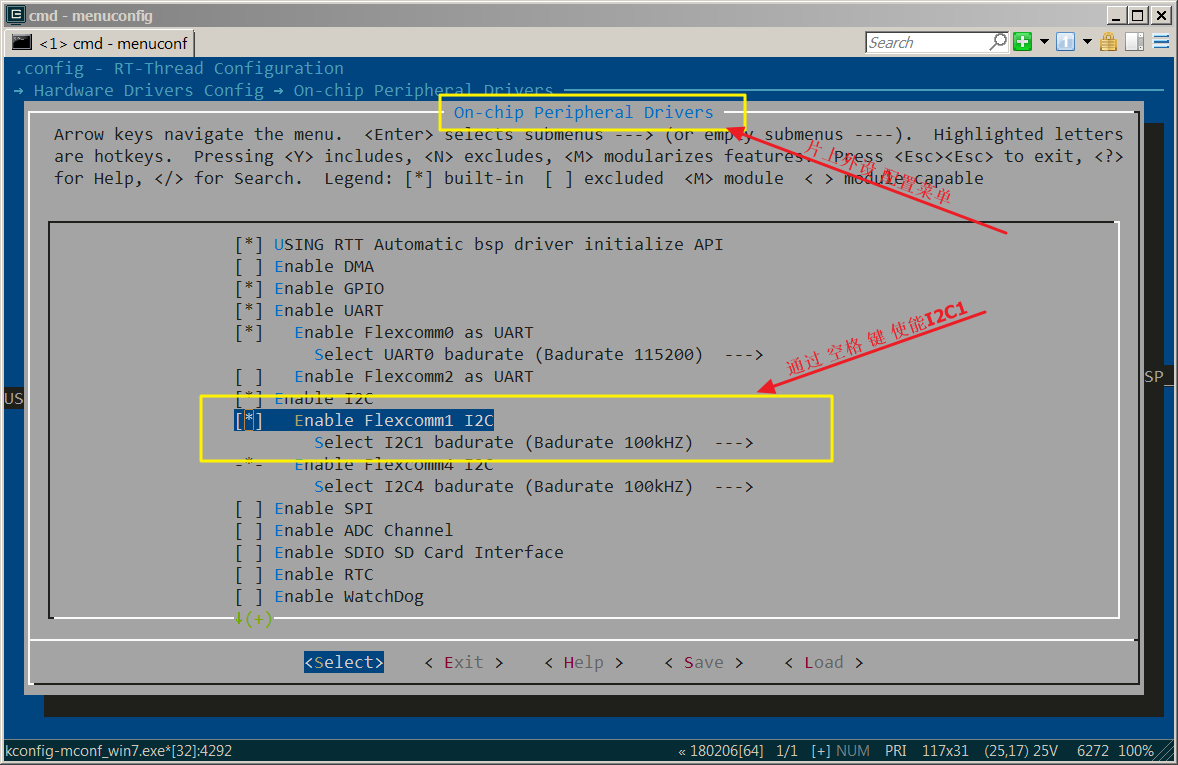 cmd - menuconfig
<1> cmd - menuconf
Search
.config - RT-Thread Configuration
→ Hardware Drivers Config → On-chip Peripheral Drivers
On-chip Peripheral Drivers
Arrow keys navigate the menu.  <Enter> selects submenus ---> (or empty submenus ----).  Highlighted letters
are hotkeys.  Pressing <Y> includes, <N> excludes, <M> modularizes features.  Press <Esc><Esc> to exit, <?>
for Help, </> for Search.  Legend: [*] built-in  [ ] excluded  <M> module  < > module capable
片上外设 配置菜单
[*] USING RTT Automatic bsp driver initialize API
[ ] Enable DMA
[*] Enable GPIO
[*] Enable UART
[*]   Enable Flexcomm0 as UART
Select UART0 badurate (Badurate 115200)  --->
通过 空格 键 使能I2C1
[ ]   Enable Flexcomm2 as UART
SP_
US
[*] Enable I2C
[*]   Enable Flexcomm1 I2C
Select I2C1 badurate (Badurate 100kHZ)  --->
-*-   Enable Flexcomm4 I2C
Select I2C4 badurate (Badurate 100kHZ)  --->
[ ] Enable SPI
[ ] Enable ADC Channel
[ ] Enable SDIO SD Card Interface
[ ] Enable RTC
[ ] Enable WatchDog
↓(+)
<Select>    < Exit >    < Help >    < Save >    < Load >
kconfig-mconf_win7.exe*[32]:4292    « 180206[64]  1/1  [+] NUM  PRI  117x31  (25,17) 25V  6272  100%